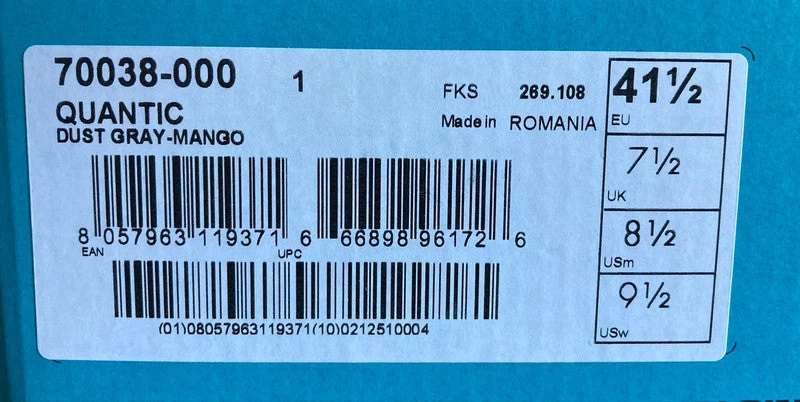 70038-000 1
QUANTIC
DUST GRAY-MANGO
FKS 269.108
Made in ROMANIA
41½
EU
7½
UK
8½
USm
9½
USw
8 057963 119371
EAN
6 66898 96172 6
UPC
(01)08057963119371(10)0212510004